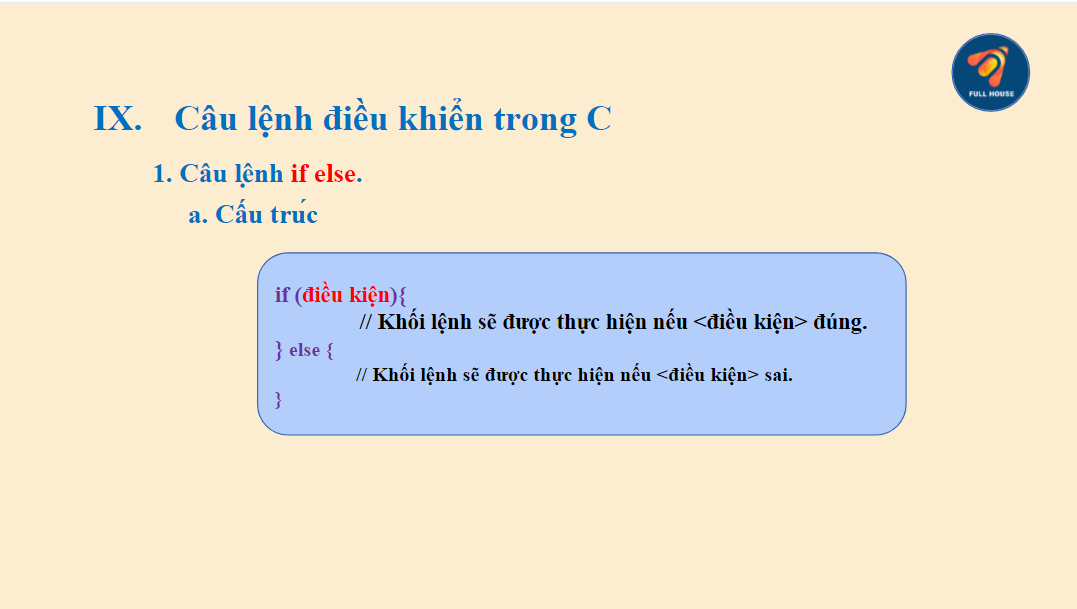 FULL HOUSE
IX. Câu lệnh điều khiển trong C
1. Câu lệnh if else.
a. Cấu trúc
if (điều kiện){
// Khối lệnh sẽ được thực hiện nếu <điều kiện> đúng.
} else {
// Khối lệnh sẽ được thực hiện nếu <điều kiện> sai.
}